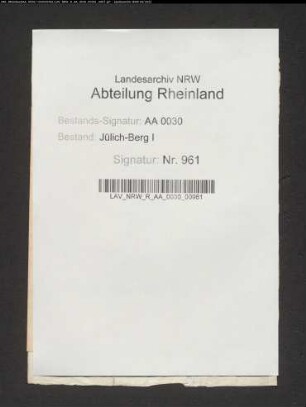 Landesarchiv NRW
Abteilung Rheinland
Bestands-Signatur: AA 0030
Bestand: Jülich-Berg I
Signatur: Nr. 961
LAV_NRW_R_AA_0030_00961